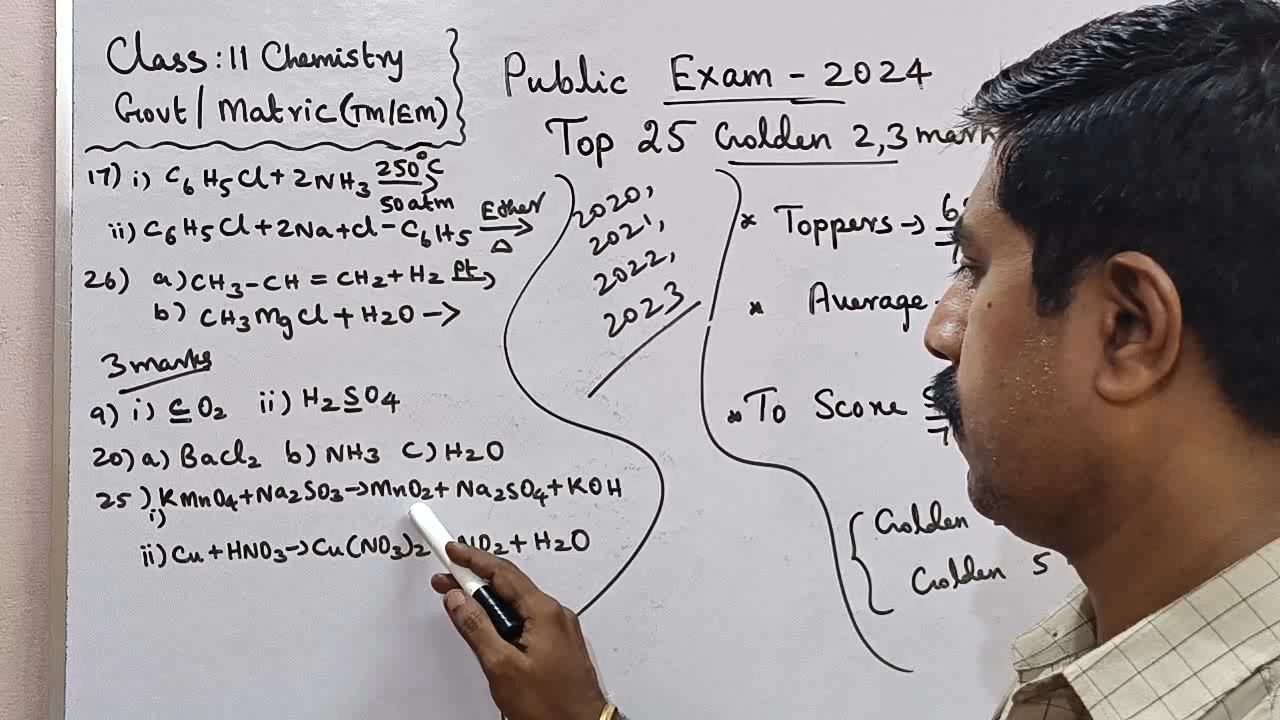 Class : 11 Chemistry
Govt / Matric (TM/EM)
17) i) C₆H₅Cl + 2NH₃ 250°C
50 atm
ii) C₆H₅Cl + 2Na + Cl - C₆H₅ Ether →
Δ
26) a) CH₃ - CH = CH₂ + H₂ Pt →
b) CH₃MgCl + H₂O →
3 marks
9) i) CO₂ ii) H₂SO₄
20) a) BaCl₂ b) NH₃ C) H₂O
25) i) KMnO₄ + Na₂SO₃ → MnO₂ + Na₂SO₄ + KOH
ii) Cu + HNO₃ → Cu(NO₃)₂ NO₂ + H₂O
Public Exam - 2024
Top 25 Golden 2,3 mark
2020,
2021,
2022,
2023
* Toppers →
* Average -
* To Score
Golden
Golden 5